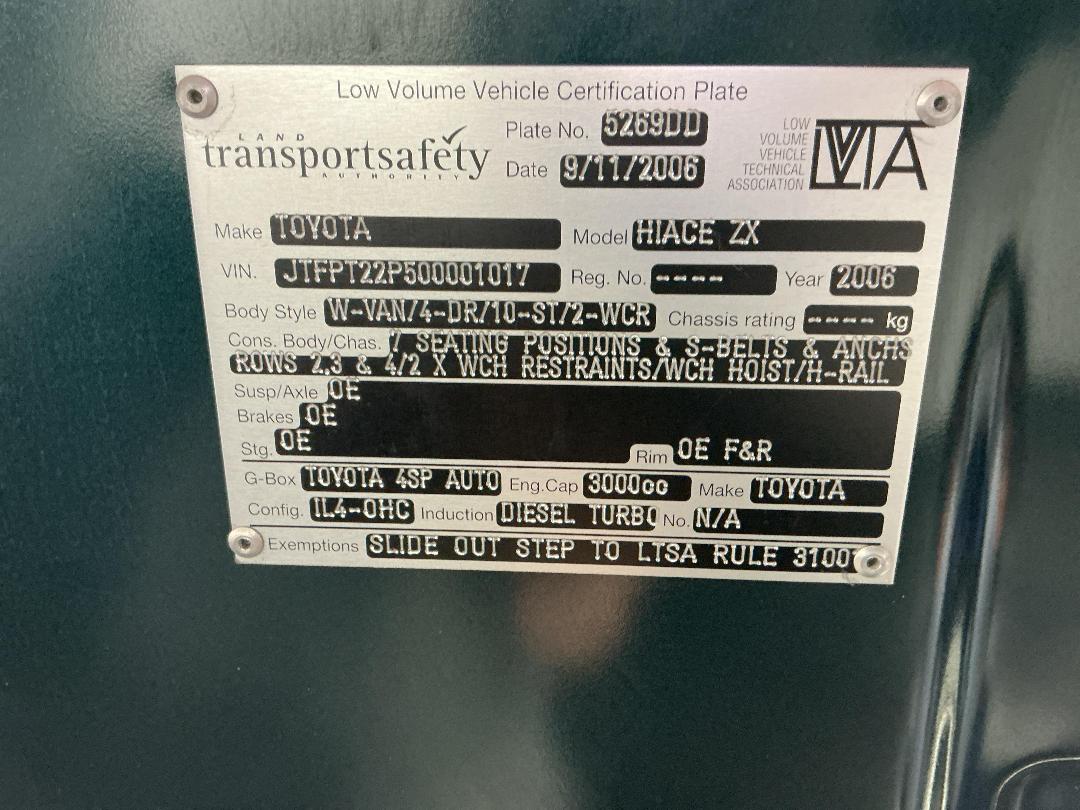 Low Volume Vehicle Certification Plate
LAND
transportsafety
AUTHORITY
Plate No. 5269DD
Date 9/11/2006
LOW
VOLUME
VEHICLE
TECHNICAL
ASSOCIATION
LVVTA
Make TOYOTA Model HIACE ZX
VIN. JTFPT22P500001017 Reg. No. ---- Year 2006
Body Style W-VAN/4-DR/10-ST/2-WCR Chassis rating ---- kg
Cons. Body/Chas. 7 SEATING POSITIONS & S-BELTS & ANCHS
ROWS 2,3 & 4/2 X WCH RESTRAINTS/WCH HOIST/H-RAIL
Susp/Axle OE
Brakes OE
Stg. OE Rim OE F&R
G-Box TOYOTA 4SP AUTO Eng.Cap 3000cc Make TOYOTA
Config. IL4-OHC Induction DIESEL TURBO No. N/A
Exemptions SLIDE OUT STEP TO LTSA RULE 3100